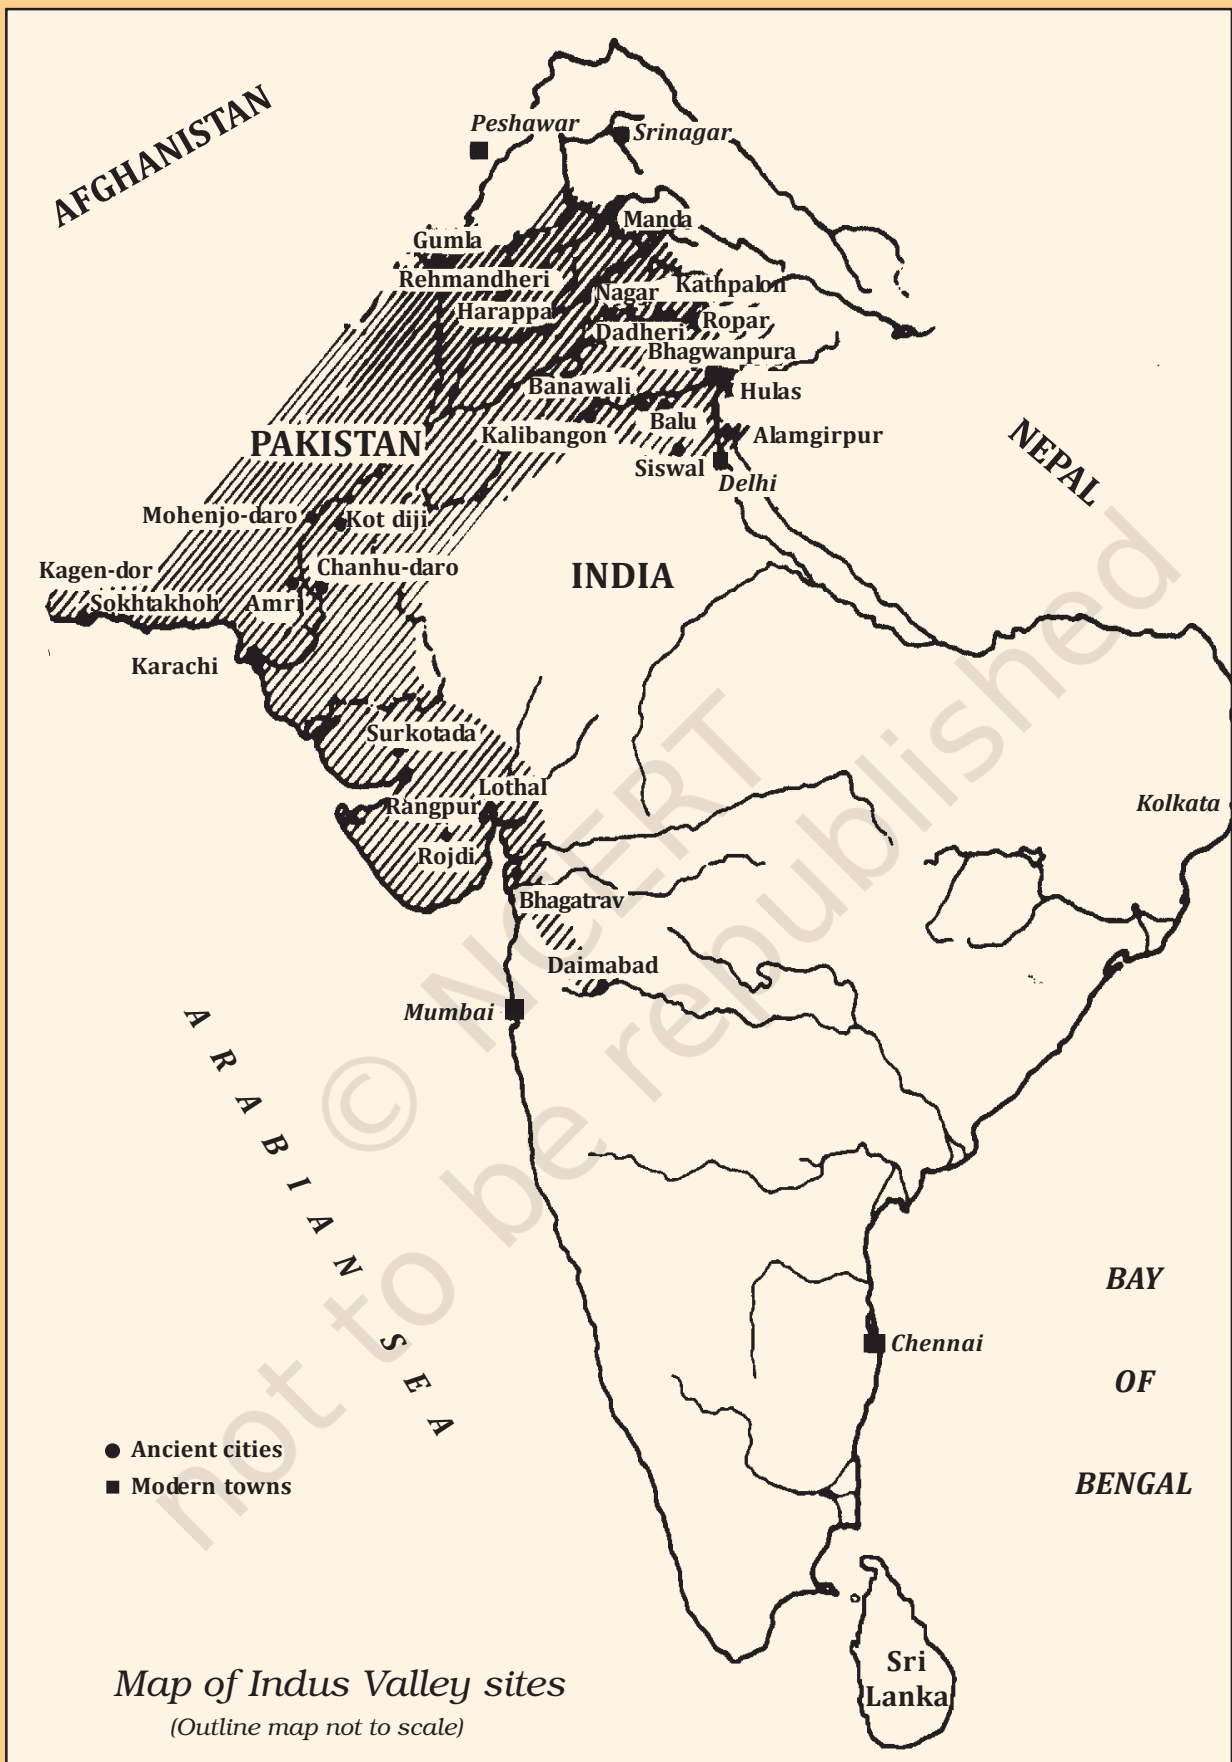 AFGHANISTAN
Peshawar
Srinagar
Manda
Gumla
Rehmandheri
Kathpalon
Nagar
Harappa
Ropar
Dadheri
Bhagwanpura
Banawali
Hulas
Balu
Kalibangon
Alamgirpur
PAKISTAN
Siswal
Delhi
NEPAL
Mohenjo-daro
Kot diji
Kagen-dor
Chanhu-daro
INDIA
Sokhtakhoh
Amri
Karachi
Surkotada
Lothal
Rangpur
Kolkata
Rojdi
Bhagatrav
Daimabad
Mumbai
ARABIAN SEA
BAY
OF
BENGAL
Chennai
Ancient cities
Modern towns
Sri
Lanka
Map of Indus Valley sites
(Outline map not to scale)
© NCERT
not to be republished